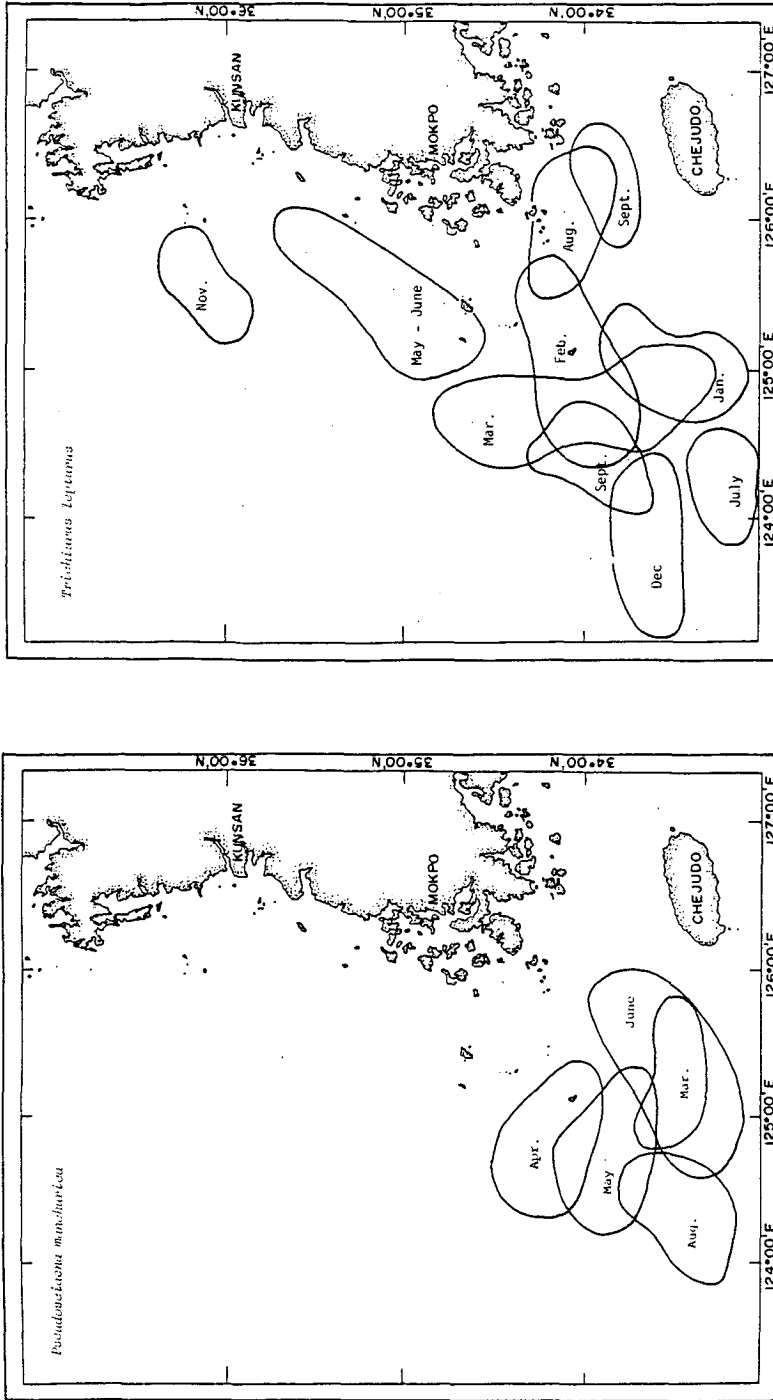 Trichiurus lepturus
36°00'N
35°00'N
34°00'N
KUNSAN
MOKPO
CHEJUDO.
Nov.
May - June
Aug.
Sept.
Feb.
Mar.
Sept.
Jan.
July
Dec
124°00'E
125°00'E
126°00'E
127°00'E
Pseudosciaena manchurica
36°00'N
35°00'N
34°00'N
KUNSAN
MOKPO
CHEJUDO
Apr.
May
June
Mar.
Aug.
124°00'E
125°00'E
126°00'E
127°00'E